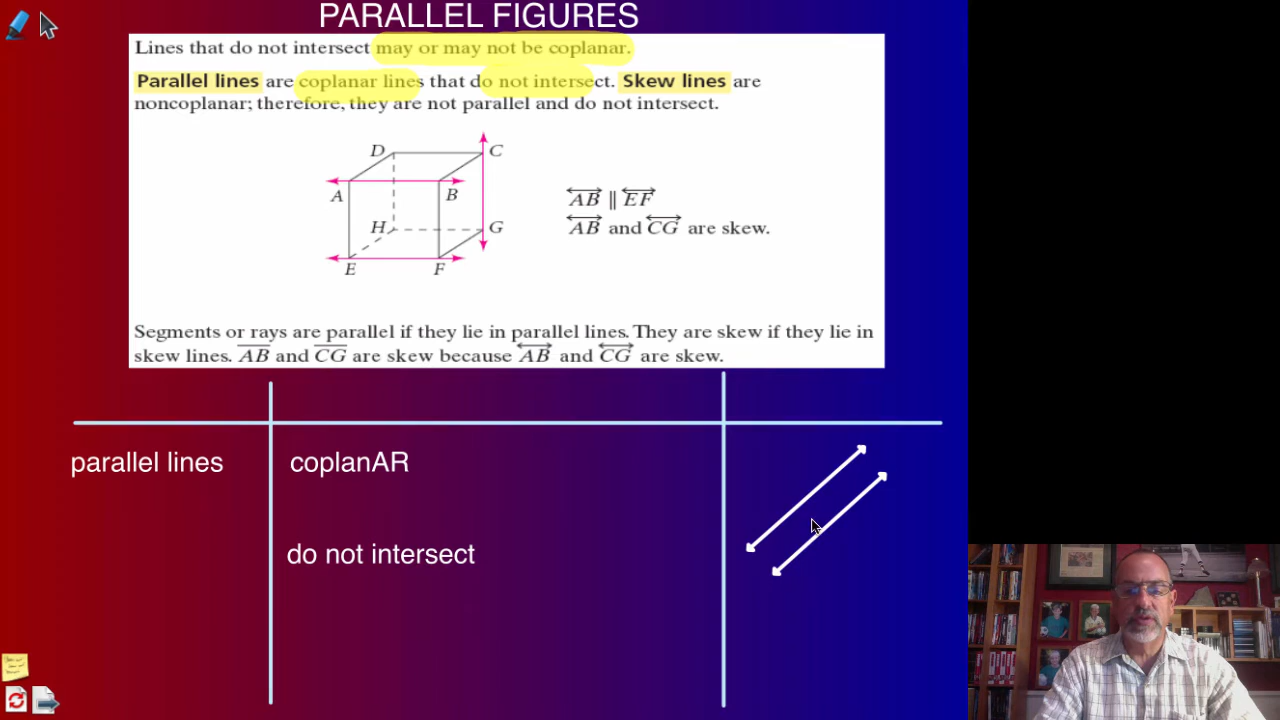 PARALLEL FIGURES
Lines that do not intersect may or may not be coplanar.
Parallel lines are coplanar lines that do not intersect. Skew lines are
noncoplanar; therefore, they are not parallel and do not intersect.
D
C
A
B
H
G
E
F
AB ∥ EF
AB and CG are skew.
Segments or rays are parallel if they lie in parallel lines. They are skew if they lie in
skew lines. AB and CG are skew because AB and CG are skew.
parallel lines
coplanAR
do not intersect